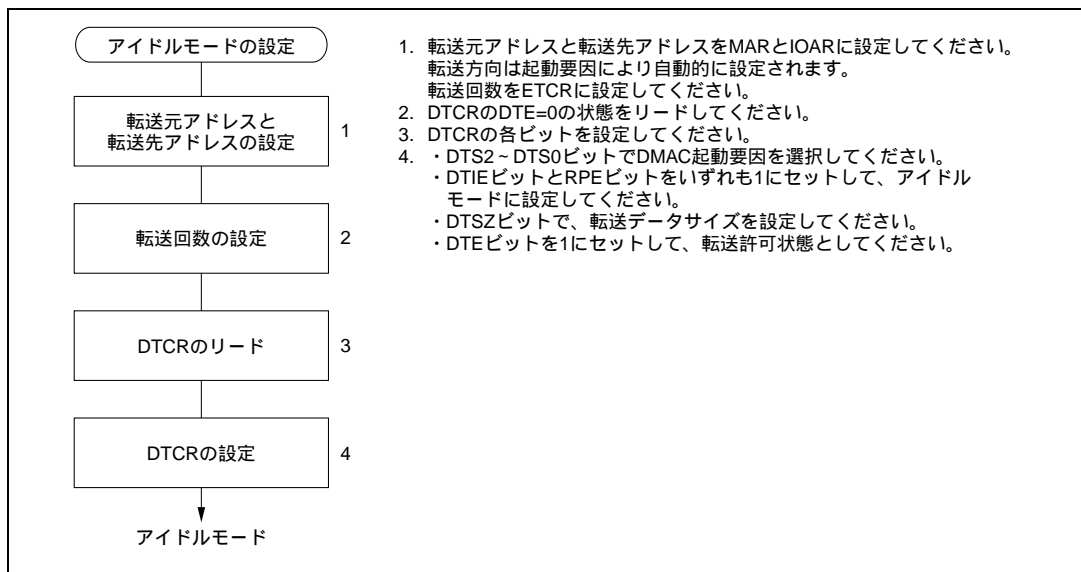 アイドルモードの設定
転送元アドレスと
転送先アドレスの設定
1
転送回数の設定
2
DTCRのリード
3
DTCRの設定
4
アイドルモード
1. 転送元アドレスと転送先アドレスをMARとIOARに設定してください。
転送方向は起動要因により自動的に設定されます。
転送回数をETCRに設定してください。
2. DTCRのDTE=0の状態をリードしてください。
3. DTCRの各ビットを設定してください。
4. ・DTS2～DTS0ビットでDMAC起動要因を選択してください。
・DTIEビットとRPEビットをいずれも1にセットして、アイドル
モードに設定してください。
・DTSZビットで、転送データサイズを設定してください。
・DTEビットを1にセットして、転送許可状態としてください。